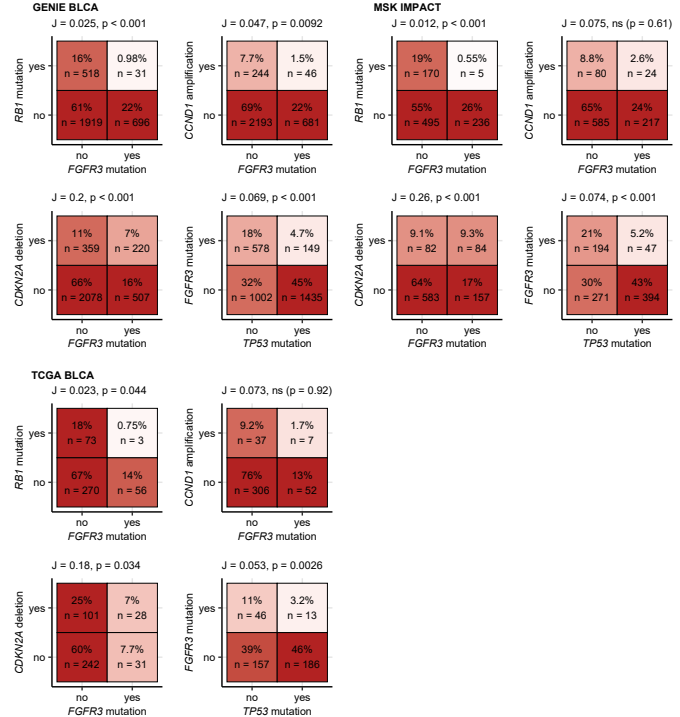 GENIE BLCA
J = 0.025, p < 0.001
RB1 mutation
yes
no
16%
n = 518
0.98%
n = 31
61%
n = 1919
22%
n = 696
no
yes
FGFR3 mutation
J = 0.047, p = 0.0092
CCND1 amplification
yes
no
7.7%
n = 244
1.5%
n = 46
69%
n = 2193
22%
n = 681
no
yes
FGFR3 mutation
J = 0.2, p < 0.001
CDKN2A deletion
yes
no
11%
n = 359
7%
n = 220
66%
n = 2078
16%
n = 507
no
yes
FGFR3 mutation
J = 0.069, p < 0.001
FGFR3 mutation
yes
no
18%
n = 578
4.7%
n = 149
32%
n = 1002
45%
n = 1435
no
yes
TP53 mutation
MSK IMPACT
J = 0.012, p < 0.001
RB1 mutation
yes
no
19%
n = 170
0.55%
n = 5
55%
n = 495
26%
n = 236
no
yes
FGFR3 mutation
J = 0.075, ns (p = 0.61)
CCND1 amplification
yes
no
8.8%
n = 80
2.6%
n = 24
65%
n = 585
24%
n = 217
no
yes
FGFR3 mutation
J = 0.26, p < 0.001
CDKN2A deletion
yes
no
9.1%
n = 82
9.3%
n = 84
64%
n = 583
17%
n = 157
no
yes
FGFR3 mutation
J = 0.074, p < 0.001
FGFR3 mutation
yes
no
21%
n = 194
5.2%
n = 47
30%
n = 271
43%
n = 394
no
yes
TP53 mutation
TCGA BLCA
J = 0.023, p = 0.044
RB1 mutation
yes
no
18%
n = 73
0.75%
n = 3
67%
n = 270
14%
n = 56
no
yes
FGFR3 mutation
J = 0.073, ns (p = 0.92)
CCND1 amplification
yes
no
9.2%
n = 37
1.7%
n = 7
76%
n = 306
13%
n = 52
no
yes
FGFR3 mutation
J = 0.18, p = 0.034
CDKN2A deletion
yes
no
25%
n = 101
7%
n = 28
60%
n = 242
7.7%
n = 31
no
yes
FGFR3 mutation
J = 0.053, p = 0.0026
FGFR3 mutation
yes
no
11%
n = 46
3.2%
n = 13
39%
n = 157
46%
n = 186
no
yes
TP53 mutation